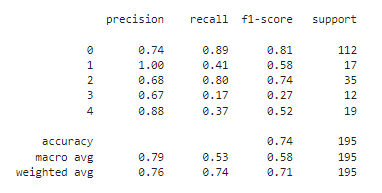 precision recall f1-score support
0 0.74 0.89 0.81 112
1 1.00 0.41 0.58 17
2 0.68 0.80 0.74 35
3 0.67 0.17 0.27 12
4 0.88 0.37 0.52 19
accuracy 0.74 195
macro avg 0.79 0.53 0.58 195
weighted avg 0.76 0.74 0.71 195